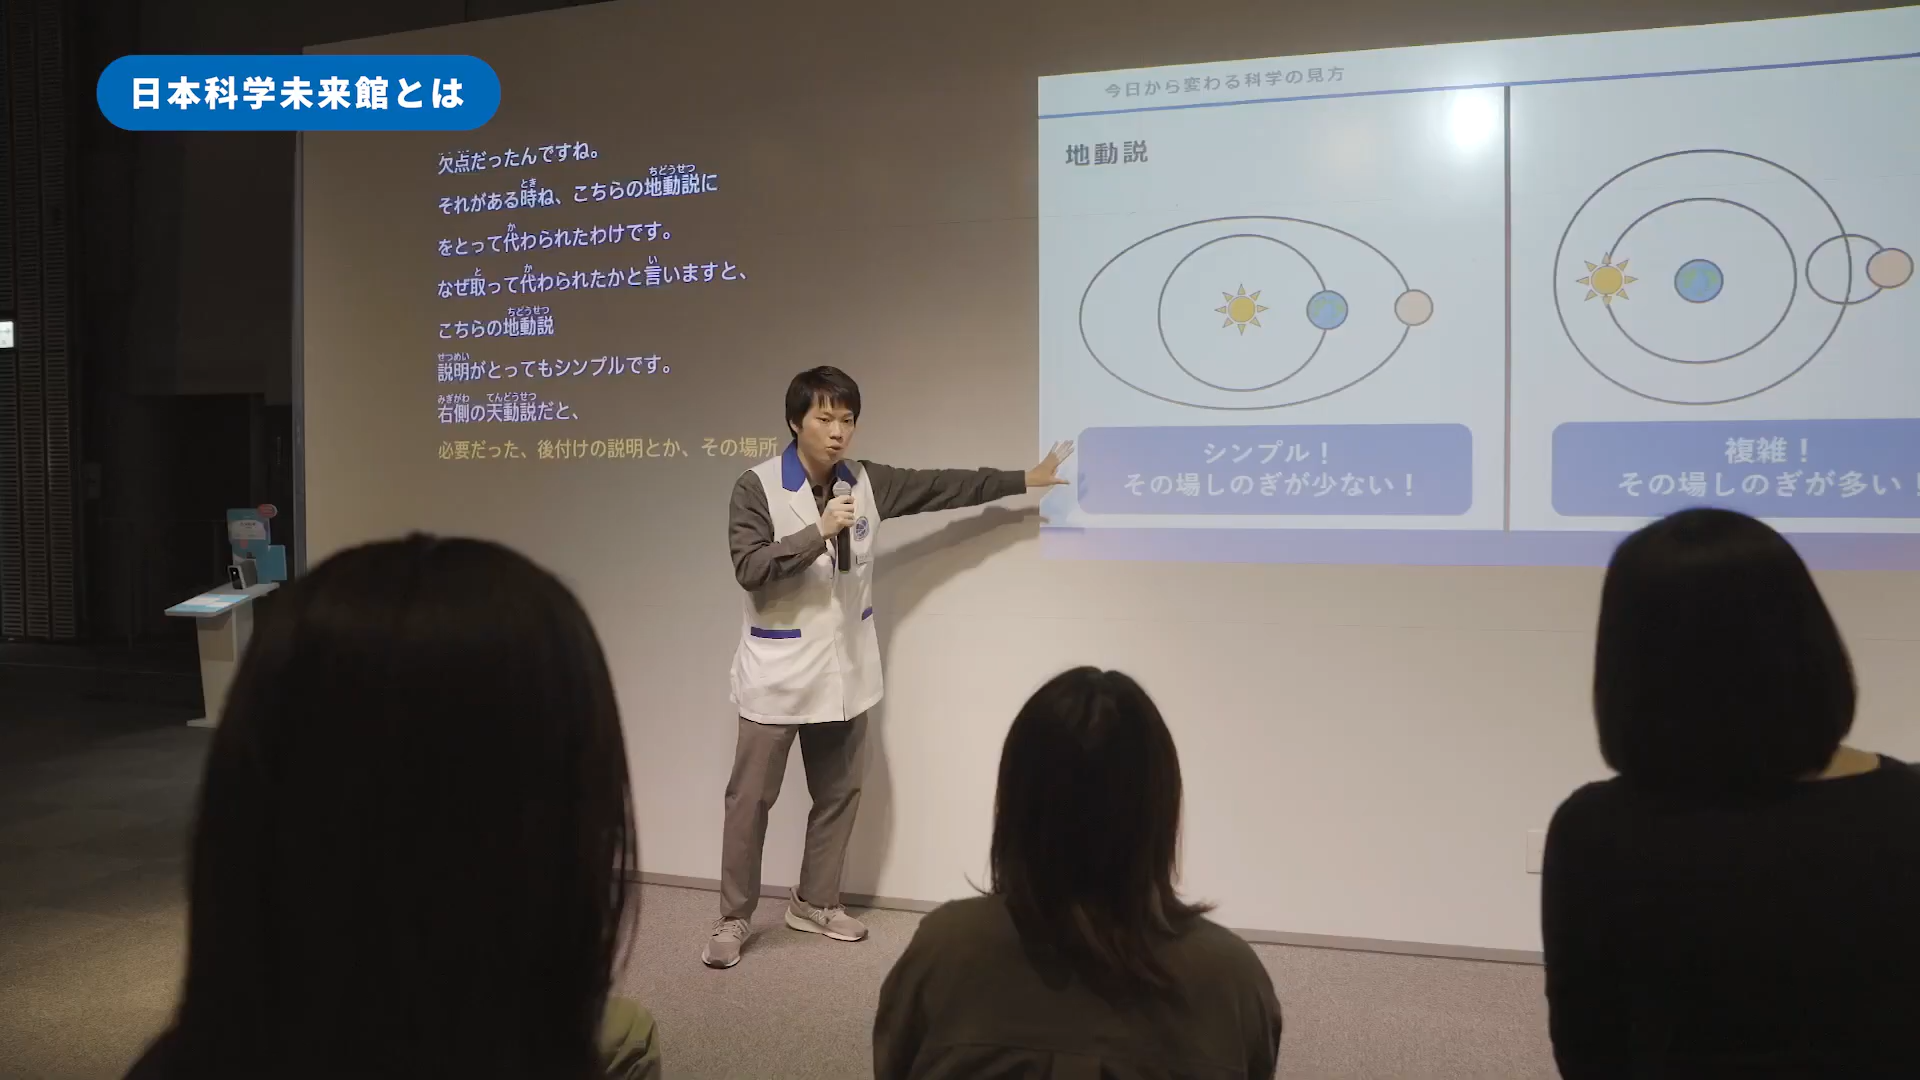 日本科学未来館とは
欠点だったんですね。
それがある時ね、こちらの地動説に
をとって代わられたわけです。
なぜ取って代わられたかと言いますと、
こちらの地動説
説明がとってもシンプルです。
右側の天動説だと、
必要だった、後付けの説明とか、その場所
今日から変わる科学の見方
地動説
シンプル！
その場しのぎが少ない！
複雑！
その場しのぎが多い！